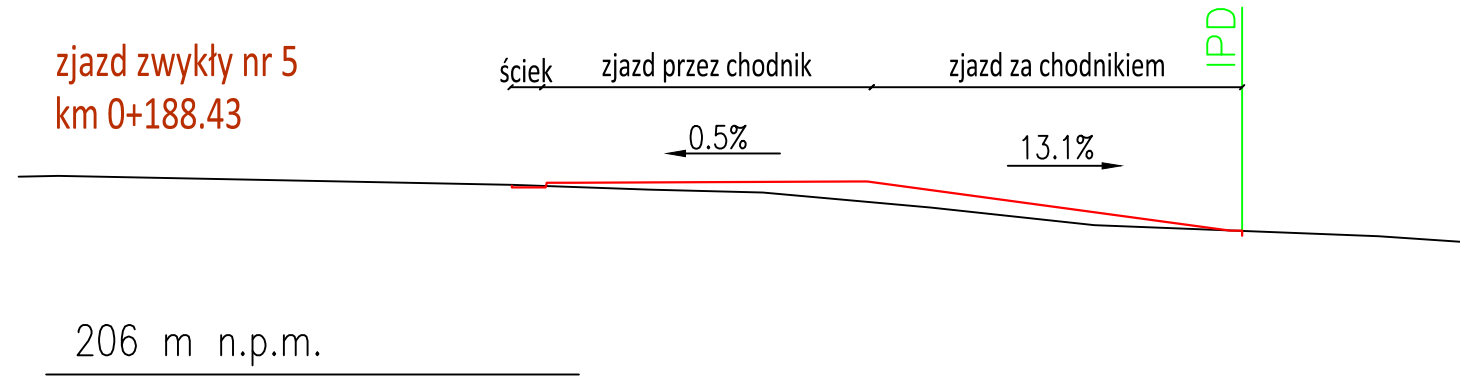 zjazd zwykły nr 5
km 0+188.43
ściek
zjazd przez chodnik
zjazd za chodnikiem
IPD
0.5%
13.1%
206 m n.p.m.